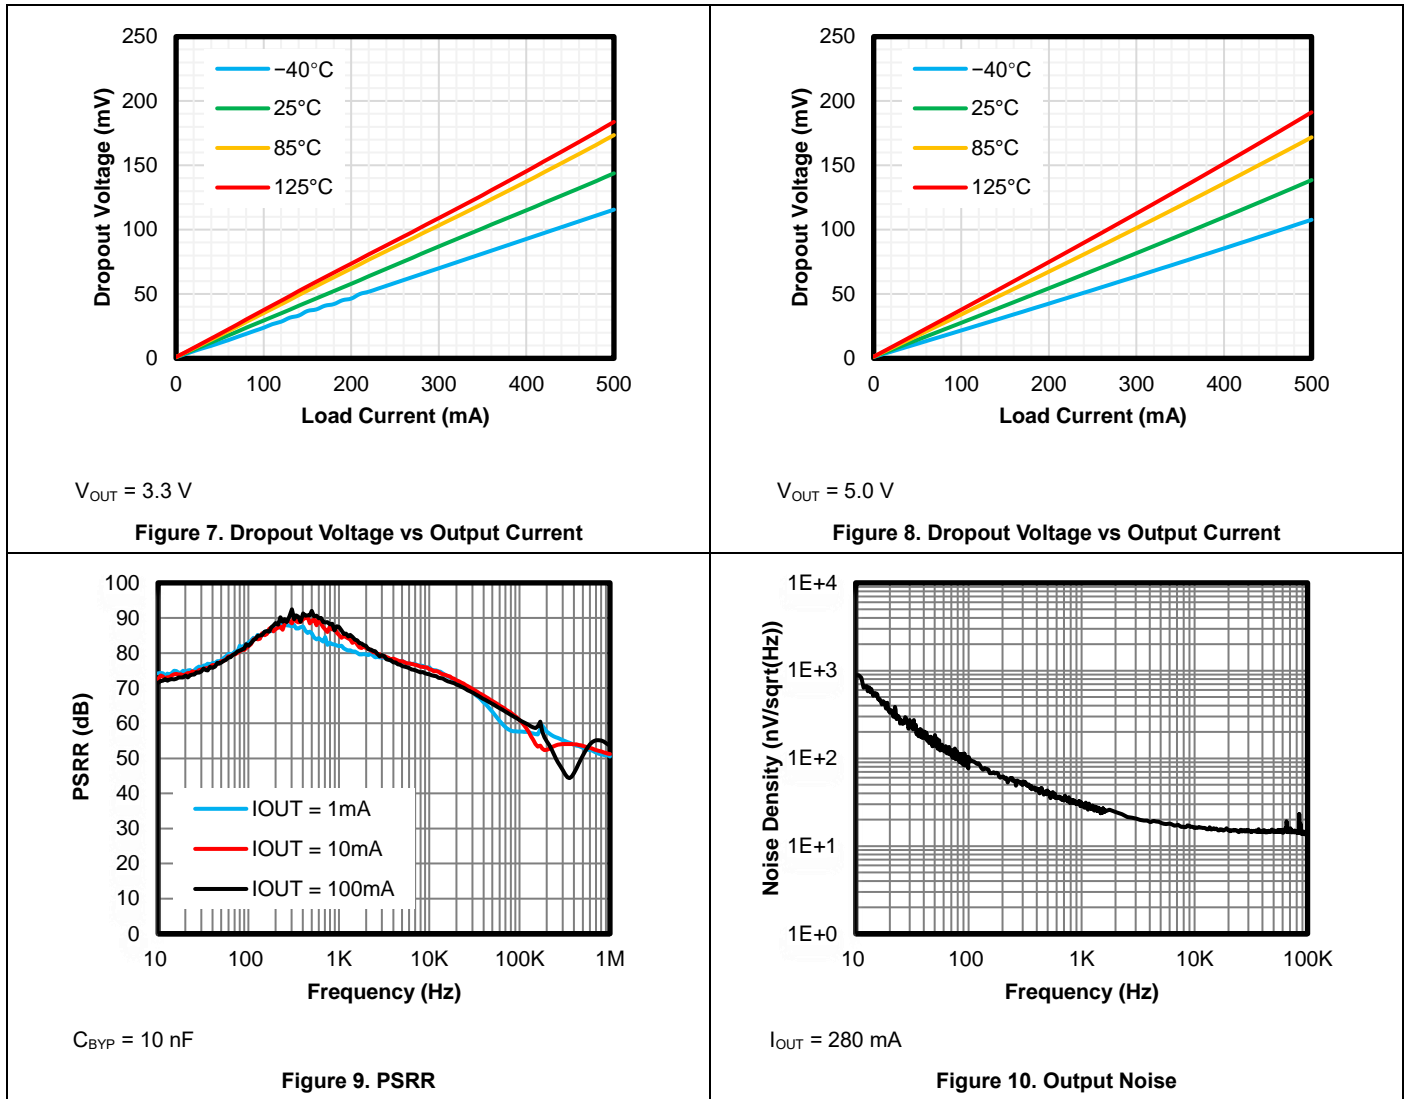 250
200
150
100
50
0
Dropout Voltage (mV)
−40°C
25°C
85°C
125°C
0 100 200 300 400 500
Load Current (mA)
V_OUT = 3.3 V
Figure 7. Dropout Voltage vs Output Current
250
200
150
100
50
0
Dropout Voltage (mV)
−40°C
25°C
85°C
125°C
0 100 200 300 400 500
Load Current (mA)
V_OUT = 5.0 V
Figure 8. Dropout Voltage vs Output Current
100
90
80
70
60
50
40
30
20
10
0
PSRR (dB)
IOUT = 1mA
IOUT = 10mA
IOUT = 100mA
10 100 1K 10K 100K 1M
Frequency (Hz)
C_BYP = 10 nF
Figure 9. PSRR
1E+4
1E+3
1E+2
1E+1
1E+0
Noise Density (nV/sqrt(Hz))
10 100 1K 10K 100K
Frequency (Hz)
I_OUT = 280 mA
Figure 10. Output Noise